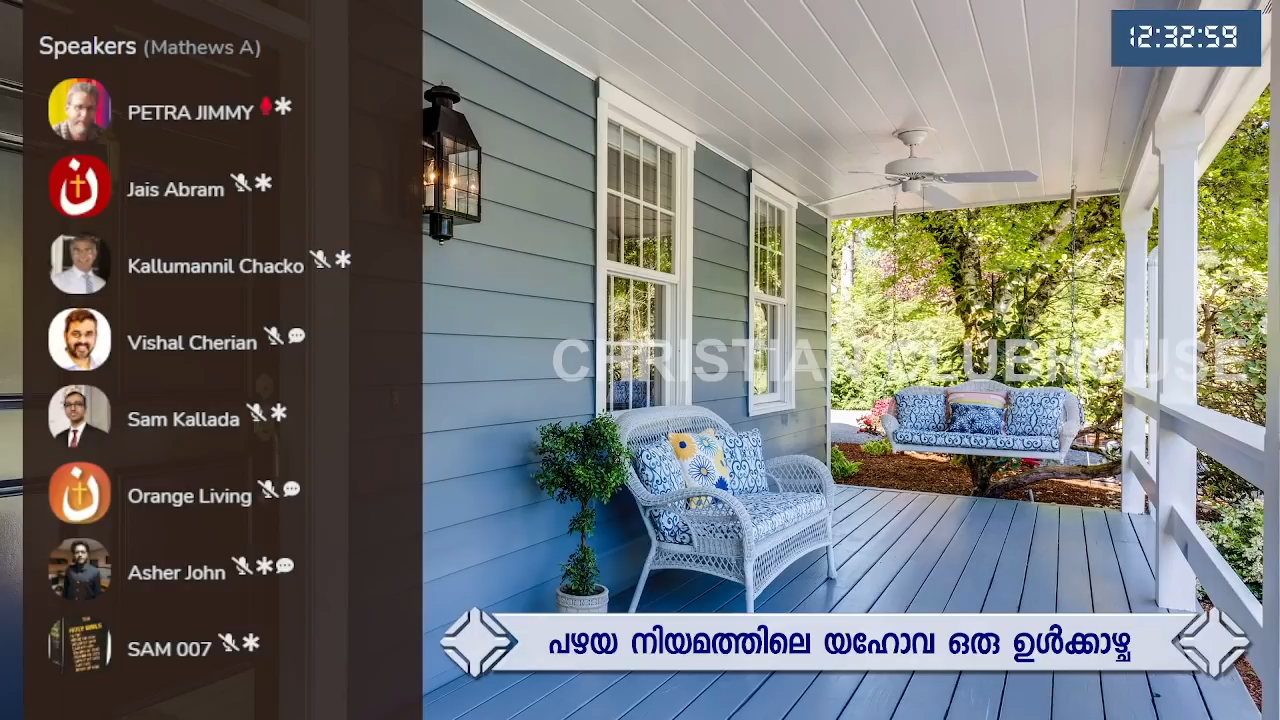 Speakers (Mathews A)
12:32:59
PETRA JIMMY
Jais Abram
Kallumannil Chacko
Vishal Cherian
Sam Kallada
Orange Living
Asher John
SAM 007
CHRISTIAN CLUBHOUSE
പഴയ നിയമത്തിലെ യഹോവ ഒരു ഉൾക്കാഴ്ച